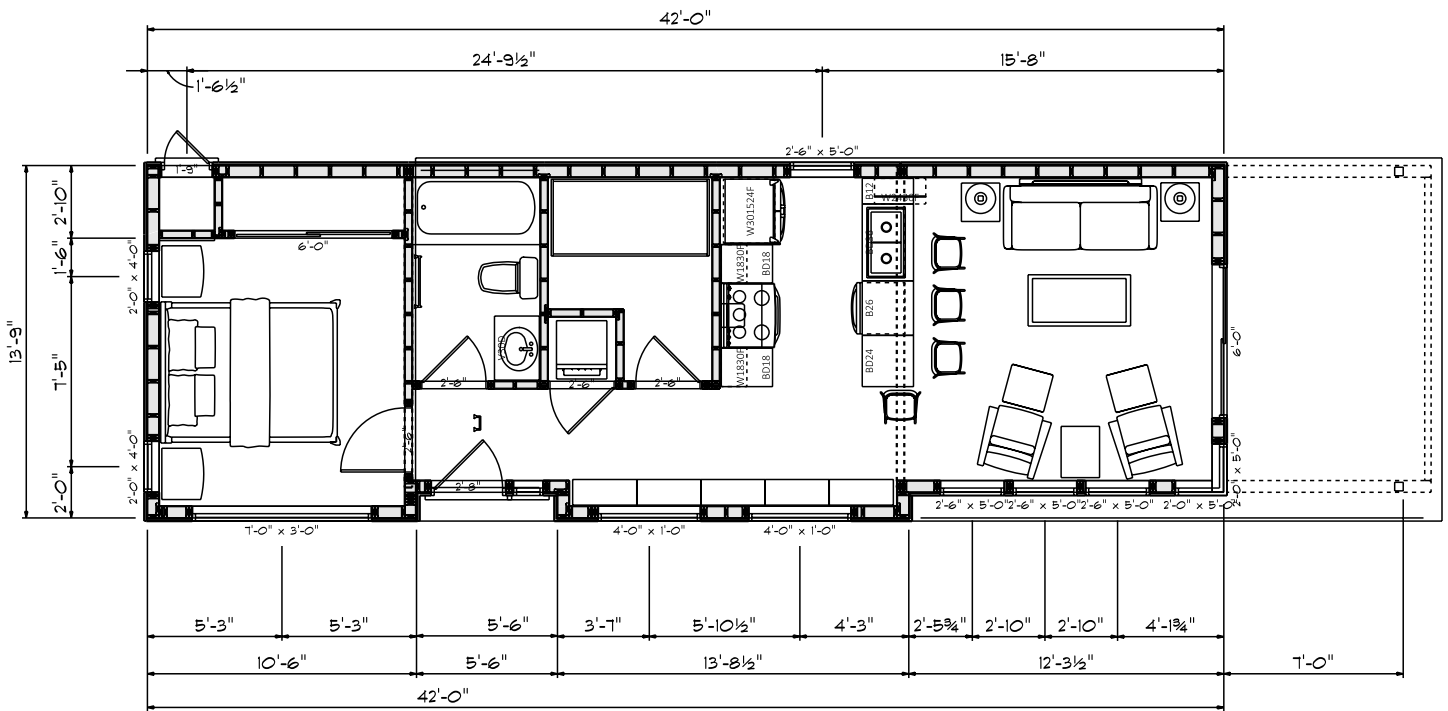 42'-0"
24'-9½"
15'-8"
1'-6½"
2'-6" x 5'-0"
1'-9"
2'-10"
1'-6"
7'-5"
2'-0"
13'-9"
6'-0"
2'-0" x 4'-0"
2'-0" x 4'-0"
W301524F
W1830F
BD18
W1830F
BD18
B12
B26
BD24
2'-6"
2'-6"
2'-6"
2'-6"
2'-8"
6'-0"
2'-0" x 5'-0"
7'-0" x 3'-0"
4'-0" x 1'-0"
4'-0" x 1'-0"
2'-6" x 5'-0"
2'-6" x 5'-0"
2'-6" x 5'-0"
2'-0" x 5'-0"
5'-3"
5'-3"
5'-6"
3'-7"
5'-10½"
4'-3"
2'-5¾"
2'-10"
2'-10"
4'-1¾"
10'-6"
5'-6"
13'-8½"
12'-3½"
7'-0"
42'-0"